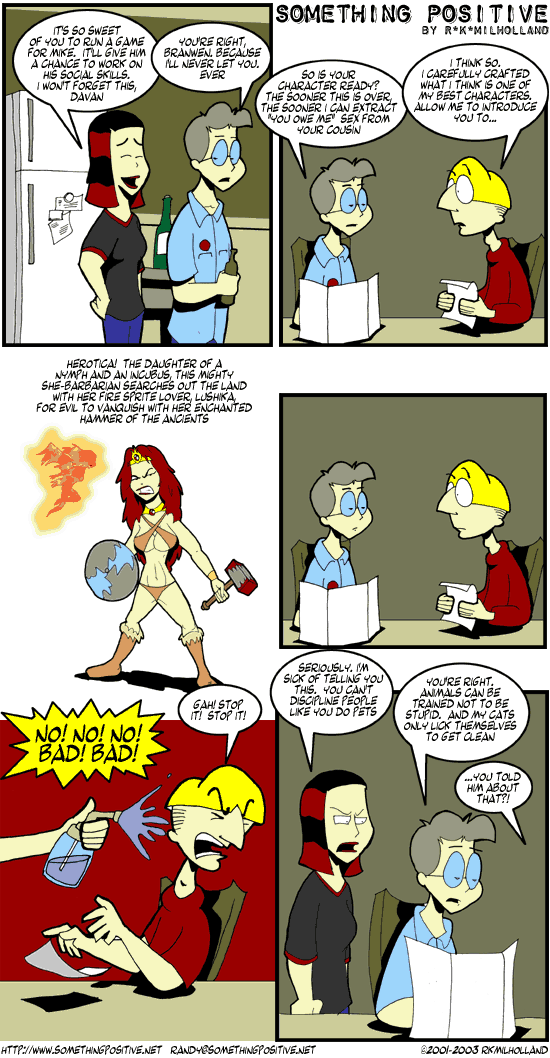 SOMETHING POSITIVE
BY R*K*MILHOLLAND
IT'S SO SWEET
OF YOU TO RUN A GAME
FOR MIKE. IT'LL GIVE HIM
A CHANCE TO WORK ON
HIS SOCIAL SKILLS.
I WON'T FORGET THIS,
DAVAN
YOU'RE RIGHT,
BRANWEN. BECAUSE
I'LL NEVER LET YOU.
EVER
SO IS YOUR
CHARACTER READY?
THE SOONER THIS IS OVER,
THE SOONER I CAN EXTRACT
"YOU OWE ME" SEX FROM
YOUR COUSIN
I THINK SO.
I CAREFULLY CRAFTED
WHAT I THINK IS ONE OF
MY BEST CHARACTERS.
ALLOW ME TO INTRODUCE
YOU TO...
HEROTICA! THE DAUGHTER OF A
NYMPH AND AN INCUBUS, THIS MIGHTY
SHE-BARBARIAN SEARCHES OUT THE LAND
WITH HER FIRE SPRITE LOVER, LUSHIKA,
FOR EVIL TO VANQUISH WITH HER ENCHANTED
HAMMER OF THE ANCIENTS
NO! NO! NO!
BAD! BAD!
GAH! STOP
IT! STOP IT!
SERIOUSLY. I'M
SICK OF TELLING YOU
THIS. YOU CAN'T
DISCIPLINE PEOPLE
LIKE YOU DO PETS
YOU'RE RIGHT.
ANIMALS CAN BE
TRAINED NOT TO BE
STUPID. AND MY CATS
ONLY LICK THEMSELVES
TO GET CLEAN
...YOU TOLD
HIM ABOUT
THAT?!
HTTP://WWW.SOMETHINGPOSITIVE.NET RANDY@SOMETHINGPOSITIVE.NET ©2001-2003 RKMILHOLLAND